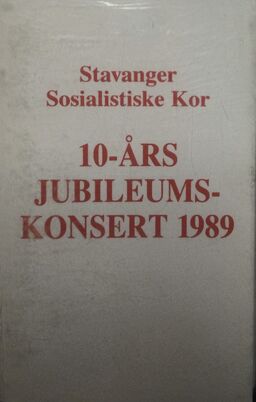 Stavanger
Sosialistiske Kor
10-ÅRS
JUBILEUMS-
KONSERT 1989